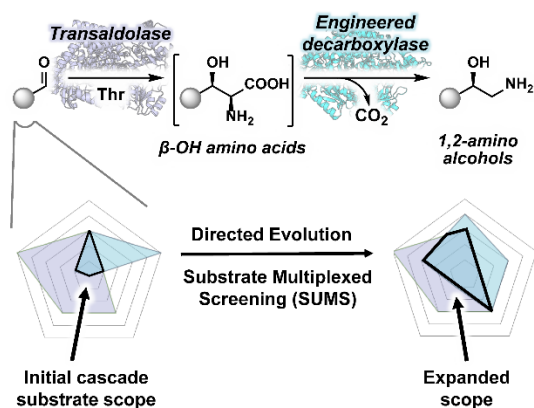 Transaldolase
Engineered
decarboxylase
O
Thr
OH
COOH
NH₂
CO₂
OH
NH₂
β-OH amino acids
1,2-amino
alcohols
Directed Evolution
Substrate Multiplexed
Screening (SUMS)
Initial cascade
substrate scope
Expanded
scope